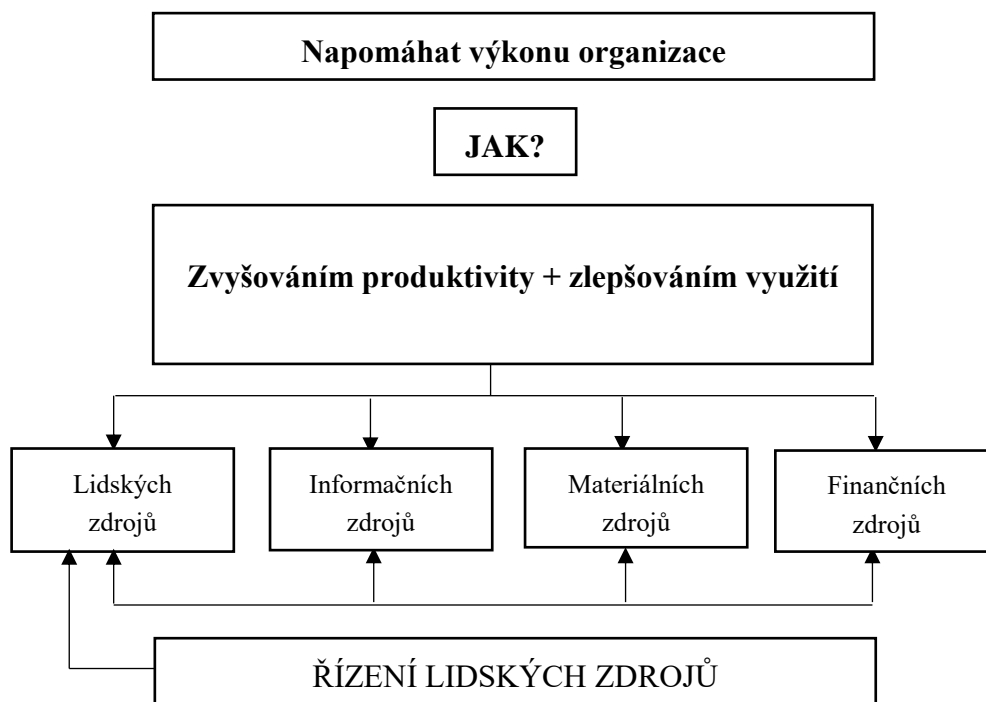 Napomáhat výkonu organizace
JAK?
Zvyšováním produktivity + zlepšováním využití
Lidských
zdrojů
Informačních
zdrojů
Materiálních
zdrojů
Finančních
zdrojů
ŘÍZENÍ LIDSKÝCH ZDROJŮ